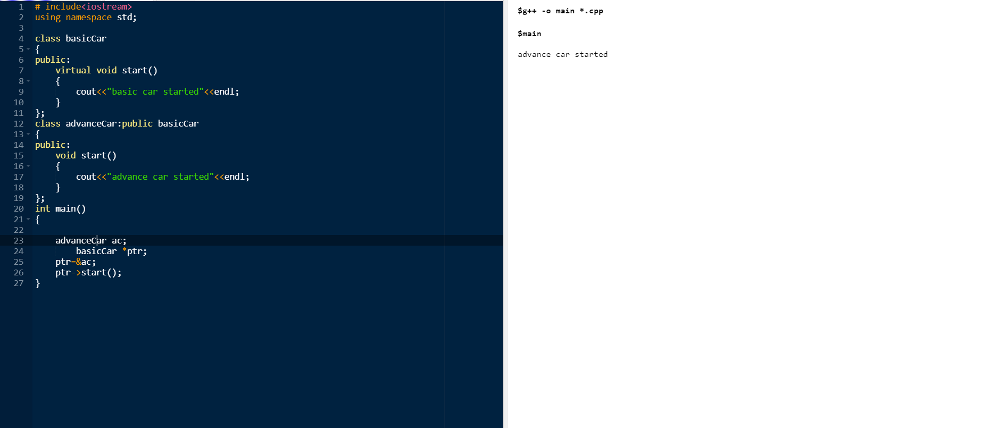 1 # include<iostream>
2 using namespace std;
3
4 class basicCar
5 {
6 public:
7     virtual void start()
8     {
9         cout<<"basic car started"<<endl;
10     }
11 };
12 class advanceCar:public basicCar
13 {
14 public:
15     void start()
16     {
17         cout<<"advance car started"<<endl;
18     }
19 };
20 int main()
21 {
22
23     advanceCar ac;
24         basicCar *ptr;
25     ptr=&ac;
26     ptr->start();
27 }
$g++ -o main *.cpp
$main
advance car started